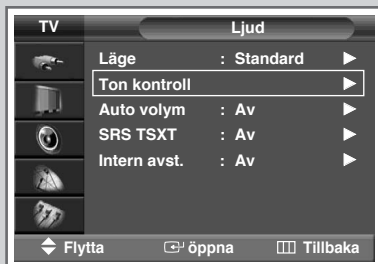 TV Ljud
Läge : Standard
Ton kontroll
Auto volym : Av
SRS TSXT : Av
Intern avst. : Av
Flytta öppna Tillbaka